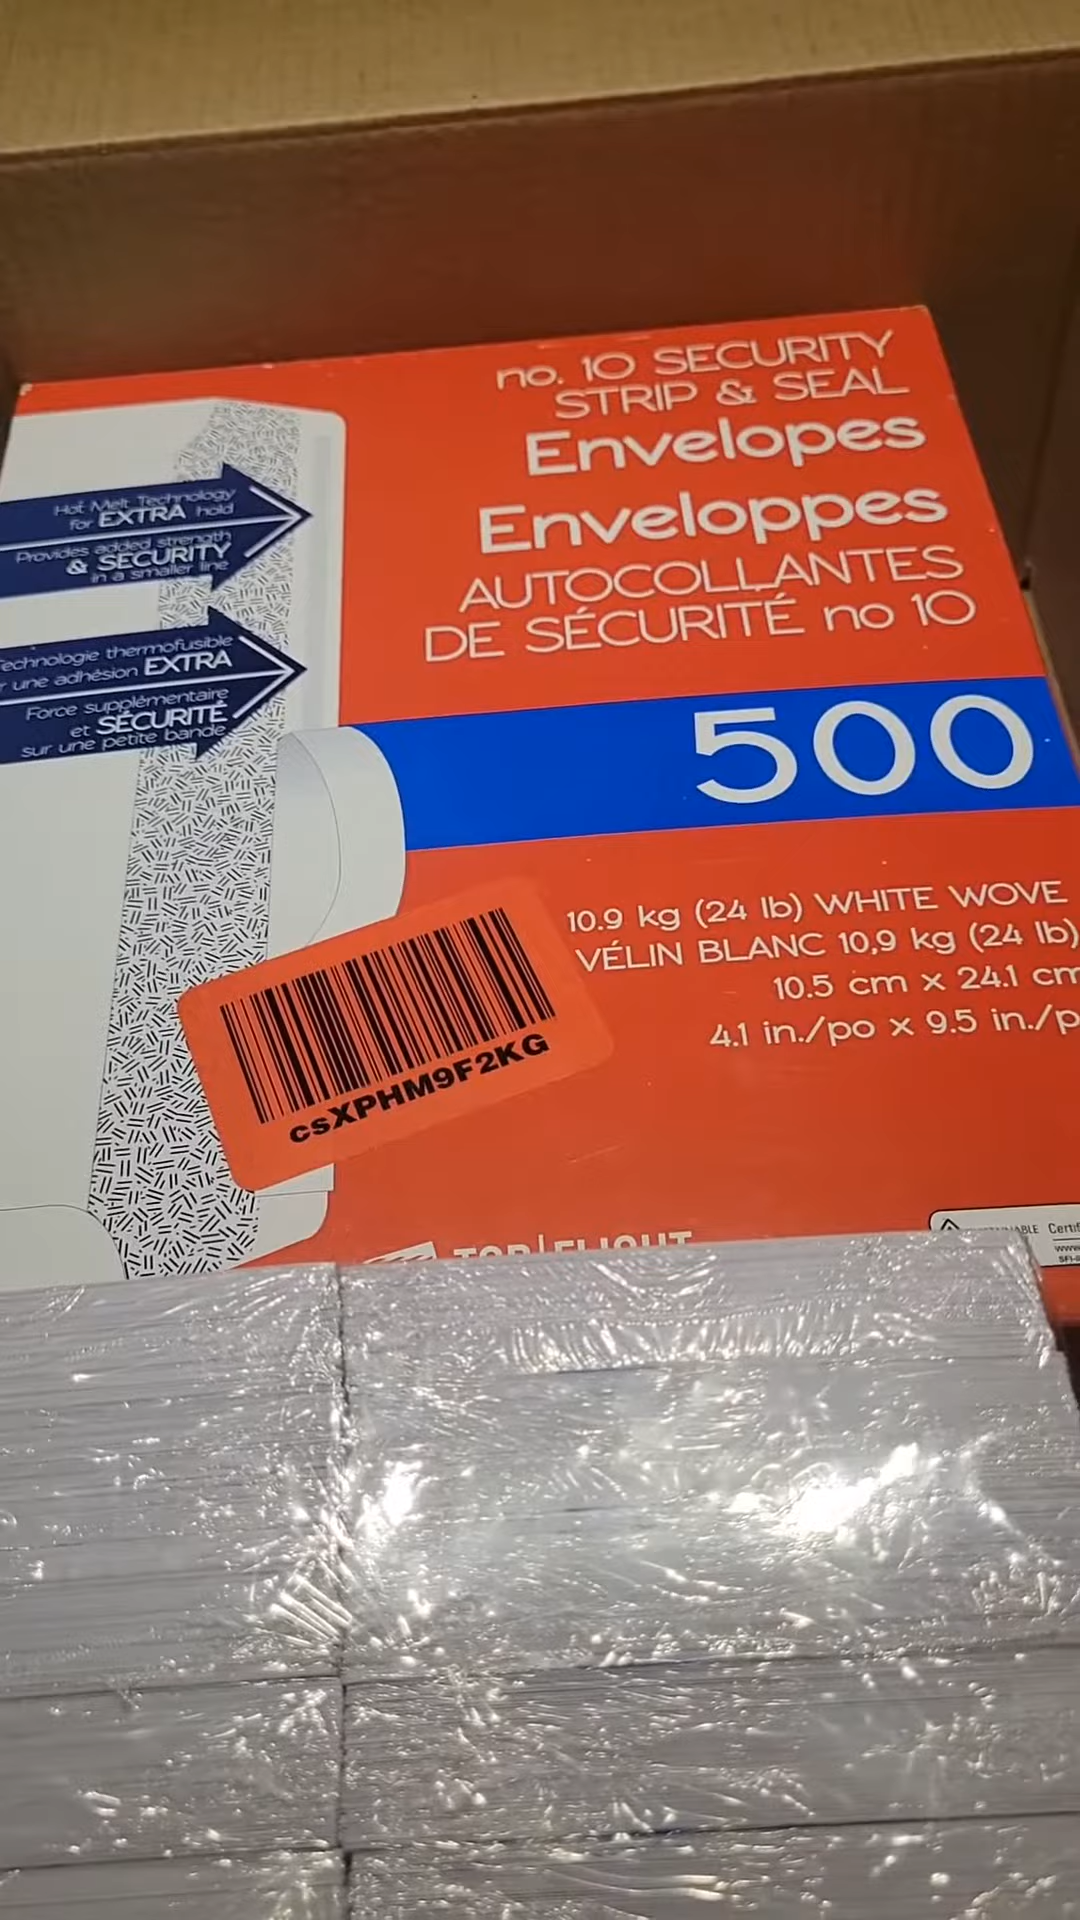 no. 10 SECURITY
STRIP & SEAL
Envelopes
Enveloppes
AUTOCOLLANTES
DE SÉCURITÉ no 10
Hot Melt Technology
for EXTRA hold
Provides added strength
& SECURITY
in a smaller line
technologie thermofusible
une adhésion EXTRA
Force supplémentaire
et SÉCURITÉ
sur une petite bande
500
10.9 kg (24 lb) WHITE WOVE
VÉLIN BLANC 10,9 kg (24 lb)
10.5 cm x 24.1 cm
4.1 in./po x 9.5 in./p
csXPHM9F2KG
TOP|FLIGHT
Certif